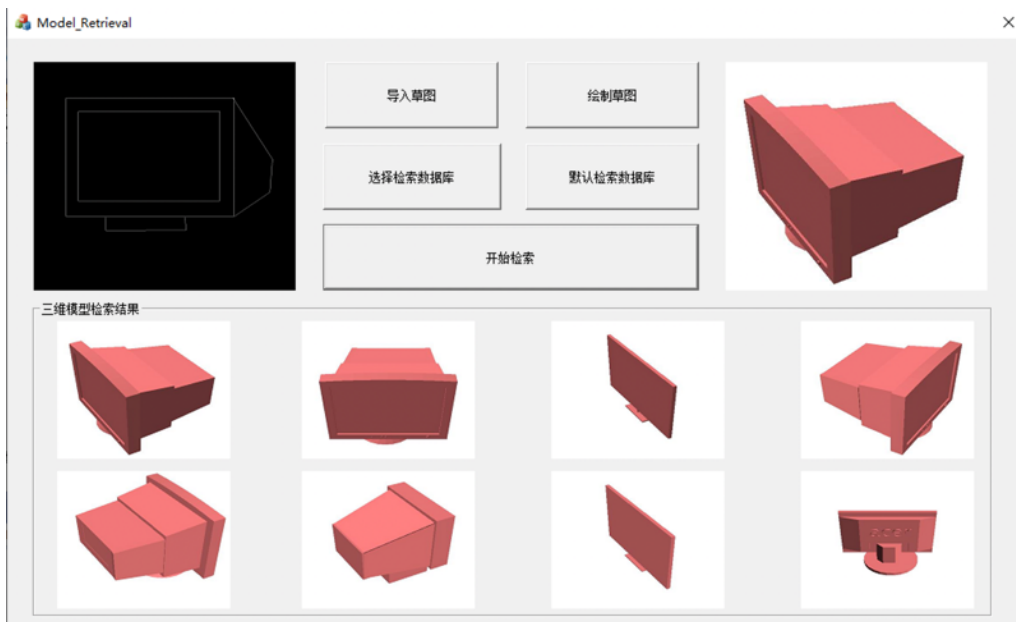 Model_Retrieval
导入草图
绘制草图
选择检索数据库
默认检索数据库
开始检索
三维模型检索结果